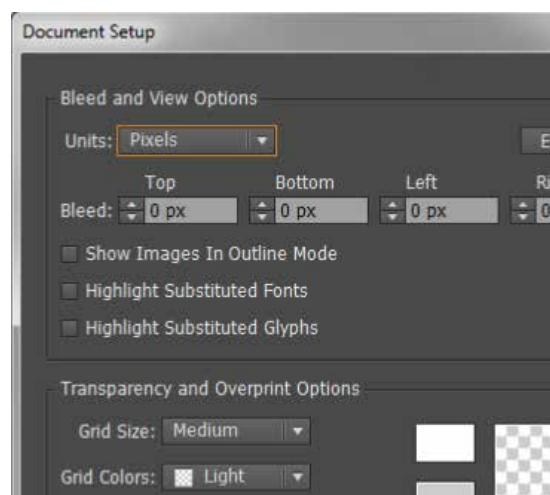 Document Setup
Bleed and View Options
Units: Pixels
Top Bottom Left
Bleed: 0 px 0 px 0 px
Show Images In Outline Mode
Highlight Substituted Fonts
Highlight Substituted Glyphs
Transparency and Overprint Options
Grid Size: Medium
Grid Colors: Light